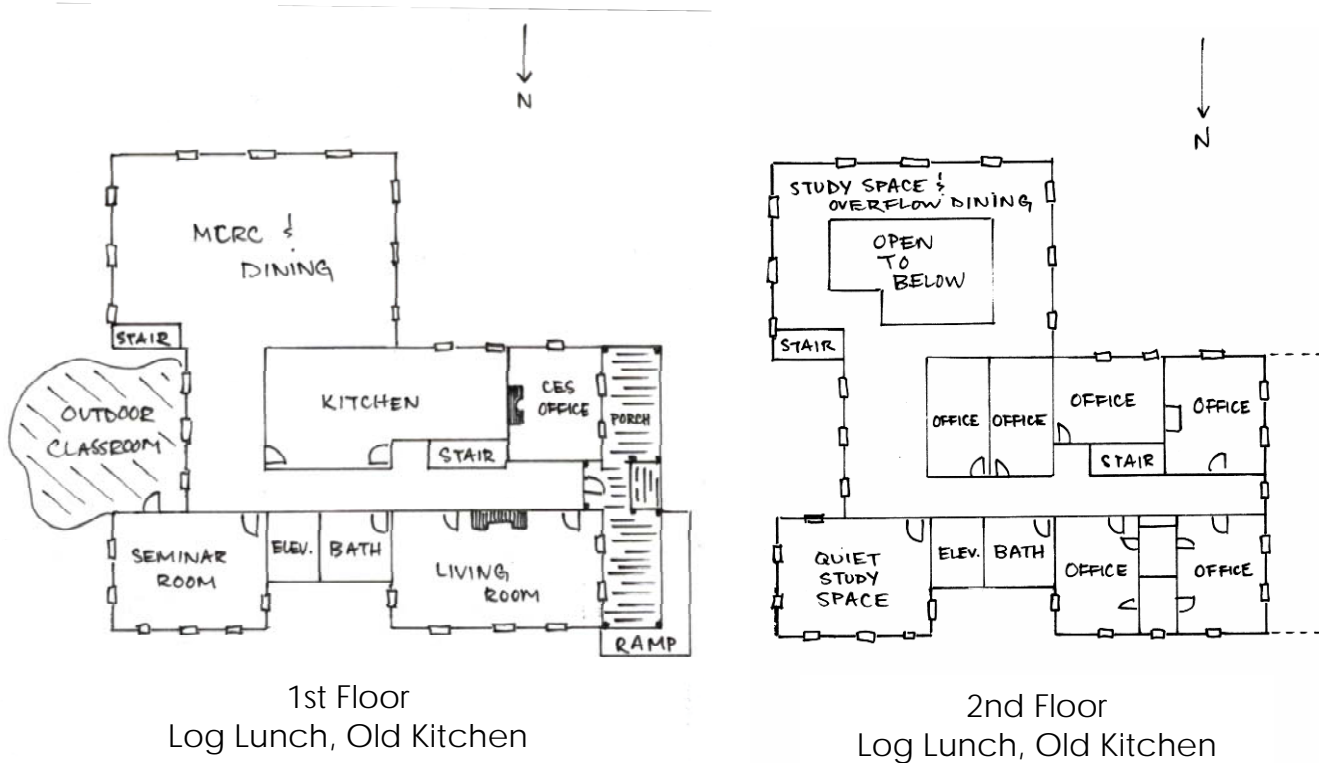 N
MCRC &
DINING
STAIR
OUTDOOR
CLASSROOM
KITCHEN
CES
OFFICE
PORCH
STAIR
SEMINAR
ROOM
ELEV.
BATH
LIVING
ROOM
RAMP
1st Floor
Log Lunch, Old Kitchen
N
STUDY SPACE &
OVERFLOW DINING
OPEN
TO
BELOW
STAIR
OFFICE
OFFICE
OFFICE
OFFICE
STAIR
QUIET
STUDY
SPACE
ELEV.
BATH
OFFICE
OFFICE
2nd Floor
Log Lunch, Old Kitchen